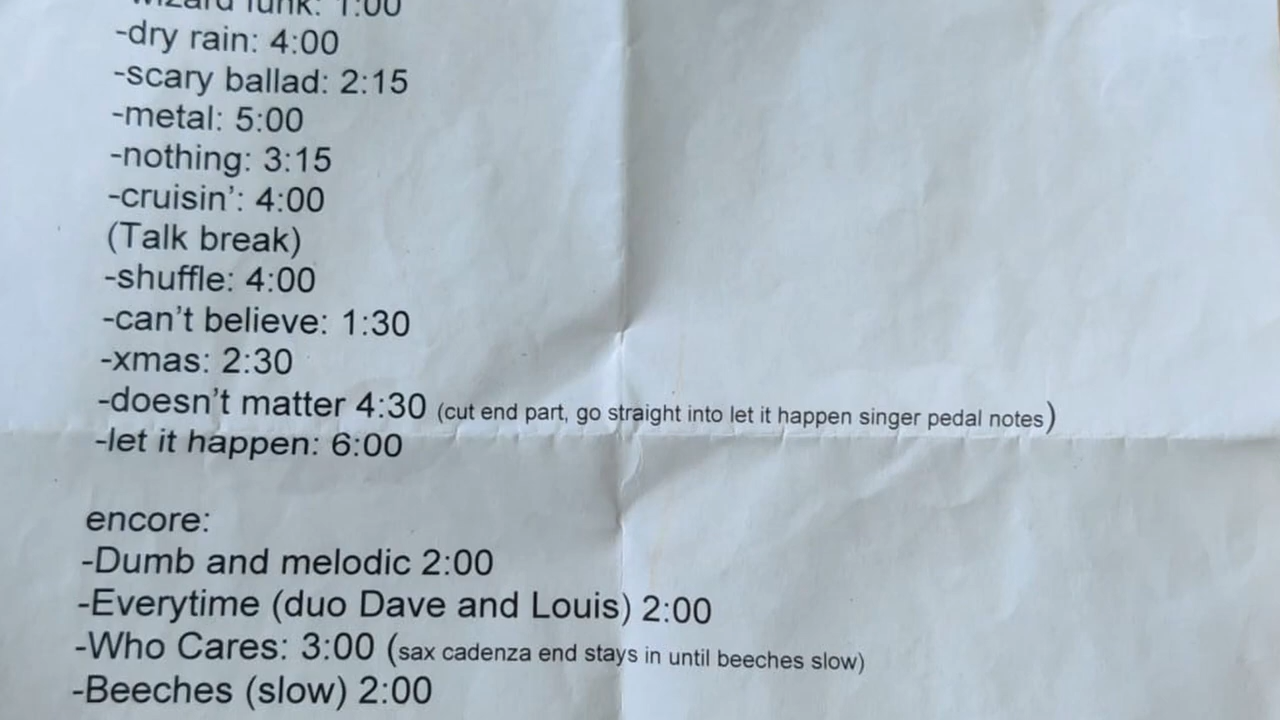 -wizard funk: 1:00
-dry rain: 4:00
-scary ballad: 2:15
-metal: 5:00
-nothing: 3:15
-cruisin’: 4:00
(Talk break)
-shuffle: 4:00
-can’t believe: 1:30
-xmas: 2:30
-doesn’t matter 4:30 (cut end part, go straight into let it happen singer pedal notes)
-let it happen: 6:00
encore:
-Dumb and melodic 2:00
-Everytime (duo Dave and Louis) 2:00
-Who Cares: 3:00 (sax cadenza end stays in until beeches slow)
-Beeches (slow) 2:00